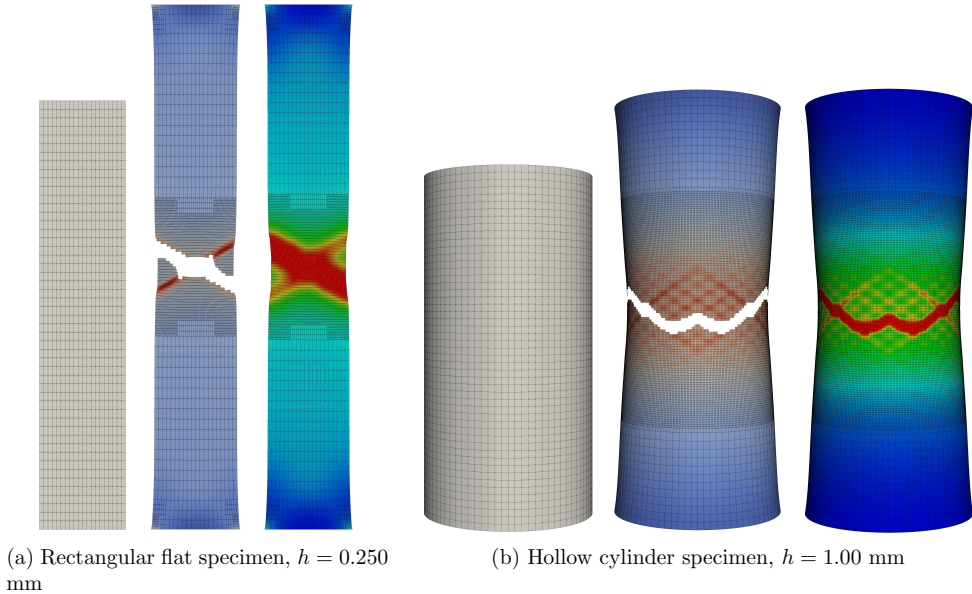 (a) Rectangular flat specimen, h = 0.250
mm
(b) Hollow cylinder specimen, h = 1.00 mm